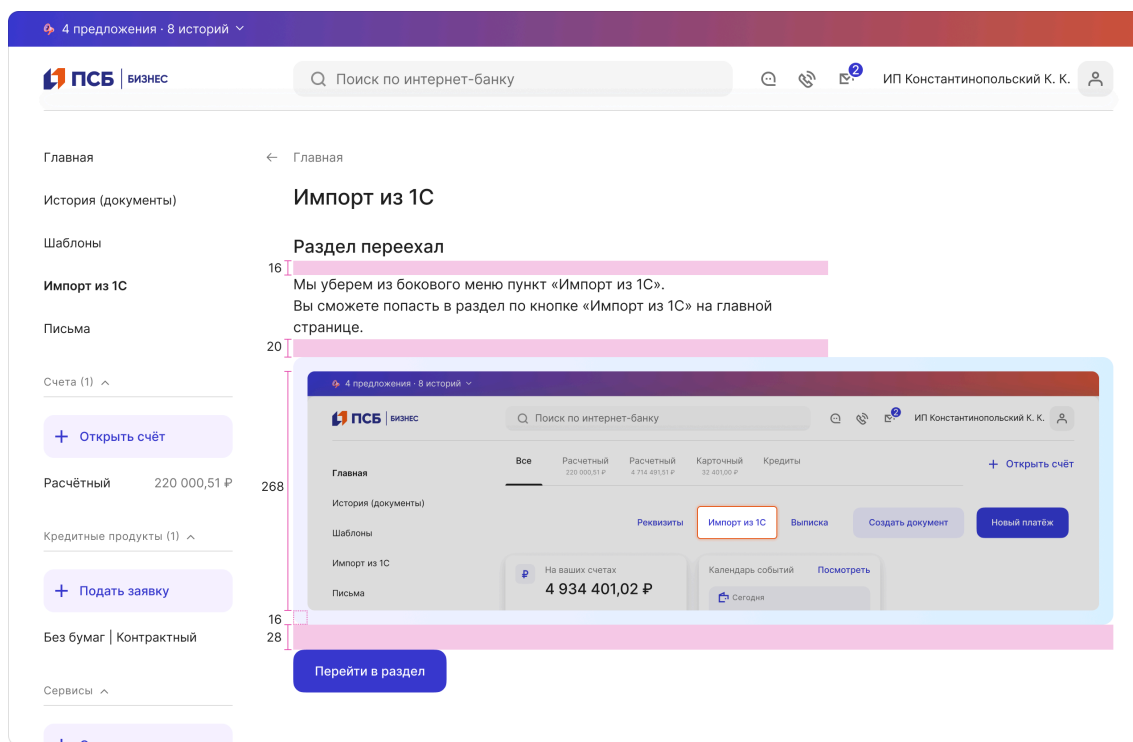 4 предложения · 8 историй
ПСБ БИЗНЕС
Поиск по интернет-банку
2
ИП Константинопольский К. К.
Главная
История (документы)
Шаблоны
Импорт из 1С
Письма
Счета (1)
+ Открыть счёт
Расчётный 220 000,51 ₽
Кредитные продукты (1)
+ Подать заявку
Без бумаг | Контрактный
Сервисы
← Главная
Импорт из 1С
Раздел переехал
16
Мы уберем из бокового меню пункт «Импорт из 1С».
Вы сможете попасть в раздел по кнопке «Импорт из 1С» на главной
странице.
20
268
4 предложения · 8 историй
ПСБ БИЗНЕС
Поиск по интернет-банку
2
ИП Константинопольский К. К.
Главная
История (документы)
Шаблоны
Импорт из 1С
Письма
Все Расчетный Расчетный Карточный Кредиты
220 000,51 ₽ 4 714 491,51 ₽ 32 401,00 ₽
+ Открыть счёт
Реквизиты Импорт из 1С Выписка Создать документ Новый платёж
₽ На ваших счетах
4 934 401,02 ₽
Календарь событий Посмотреть
Сегодня
16
28
Перейти в раздел